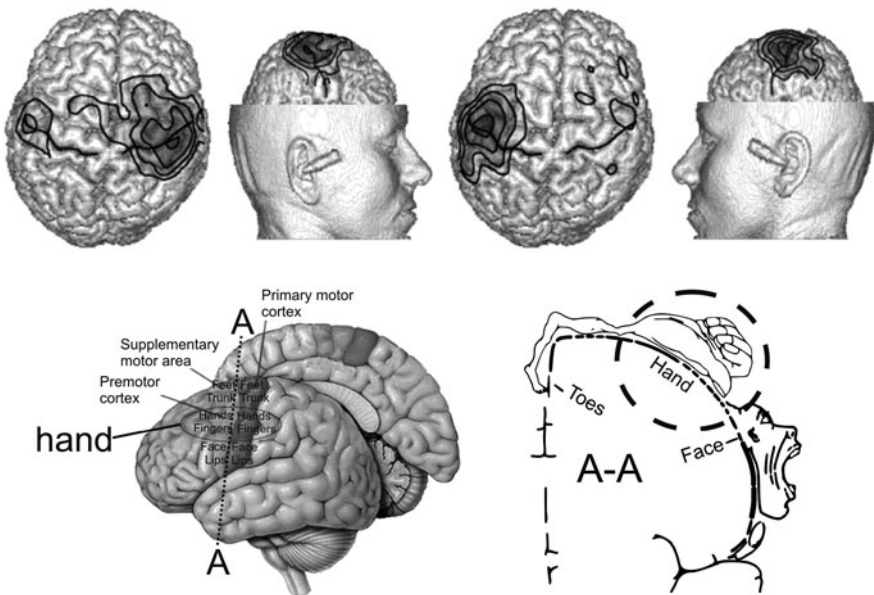 Primary motor
cortex
A
Supplementary
motor area
Feet Feet
Premotor
Trunk Trunk
cortex
Hands Hands
hand
Fingers Fingers
Face Face
Lips Lips
A
Hand
Toes
Face
A-A